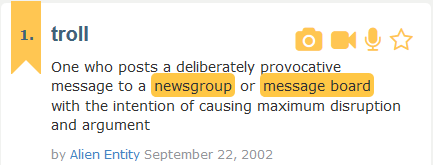 1. troll
One who posts a deliberately provocative
message to a newsgroup or message board
with the intention of causing maximum disruption
and argument
by Alien Entity September 22, 2002